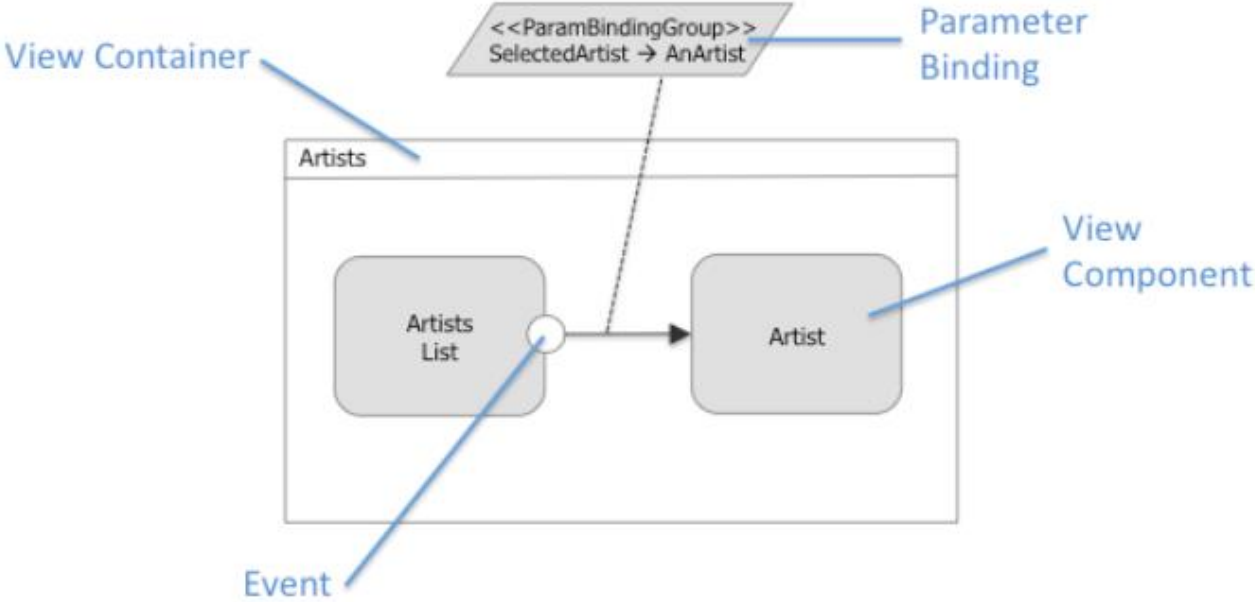 <<ParamBindingGroup>>
SelectedArtist → AnArtist
Parameter
Binding
View Container
Artists
View
Component
Artists
List
Artist
Event